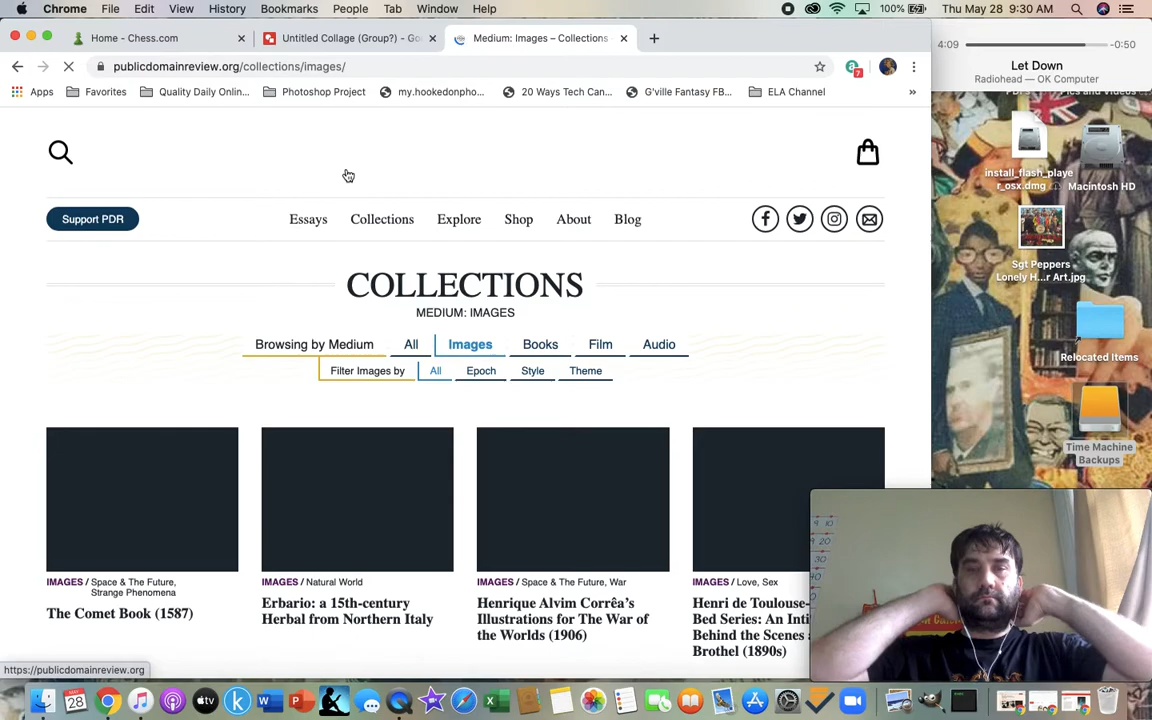 Chrome File Edit View History Bookmarks People Tab Window Help 100% Thu May 28 9:30 AM
Home - Chess.com Untitled Collage (Group?) - Go Medium: Images – Collections
4:09 -0:50
Let Down
Radiohead — OK Computer
publicdomainreview.org/collections/images/
7
Apps Favorites Quality Daily Onlin... Photoshop Project my.hookedonpho... 20 Ways Tech Can... G'ville Fantasy FB... ELA Channel »
install_flash_playe
r_osx.dmg
Macintosh HD
Support PDR Essays Collections Explore Shop About Blog
Sgt Peppers
Lonely H...r Art.jpg
COLLECTIONS
MEDIUM: IMAGES
Browsing by Medium All Images Books Film Audio
Filter Images by All Epoch Style Theme
Relocated Items
Time Machine
Backups
IMAGES / Space & The Future,
Strange Phenomena
The Comet Book (1587)
IMAGES / Natural World
Erbario: a 15th-century
Herbal from Northern Italy
IMAGES / Space & The Future, War
Henrique Alvim Corrêa's
Illustrations for The War of
the Worlds (1906)
IMAGES / Love, Sex
Henri de Toulouse-
Bed Series: An Inti
Behind the Scenes
Brothel (1890s)
https://publicdomainreview.org
MAY
28